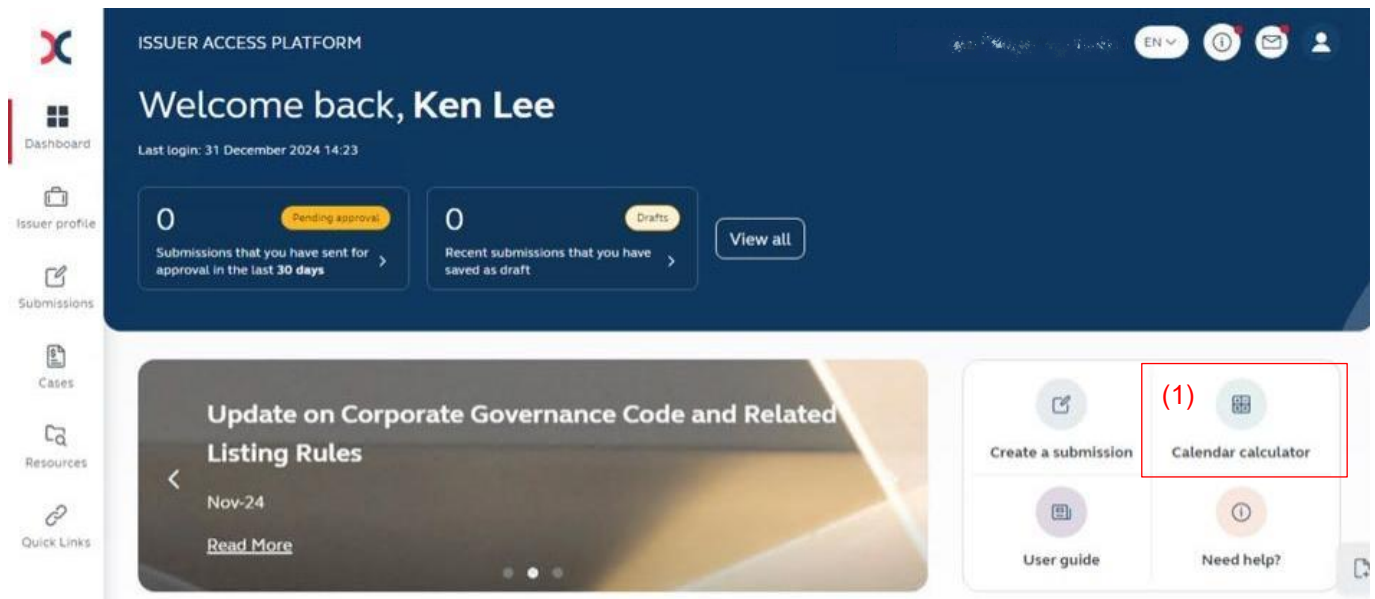 ISSUER ACCESS PLATFORM
EN
Welcome back, Ken Lee
Last login: 31 December 2024 14:23
Dashboard
Issuer profile
Submissions
Cases
Resources
Quick Links
0
Pending approval
Submissions that you have sent for
approval in the last 30 days
0
Drafts
Recent submissions that you have
saved as draft
View all
Update on Corporate Governance Code and Related
Listing Rules
Nov-24
Read More
(1)
Create a submission
Calendar calculator
User guide
Need help?